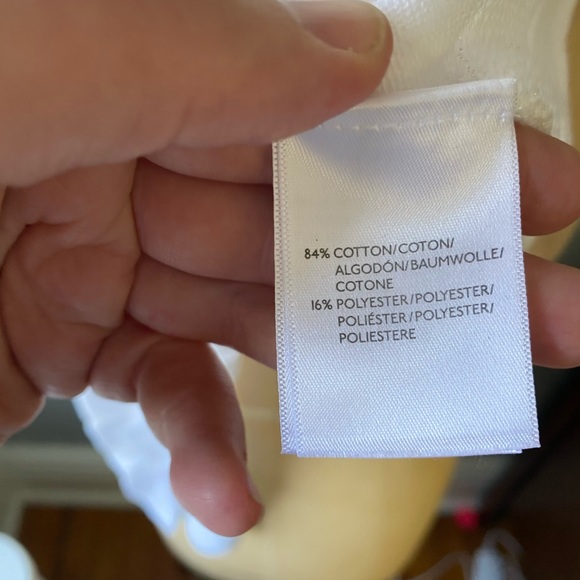 84% COTTON/COTON/
ALGODÓN/BAUMWOLLE/
COTONE
16% POLYESTER/POLYESTER/
POLIÉSTER/POLYESTER/
POLIESTERE